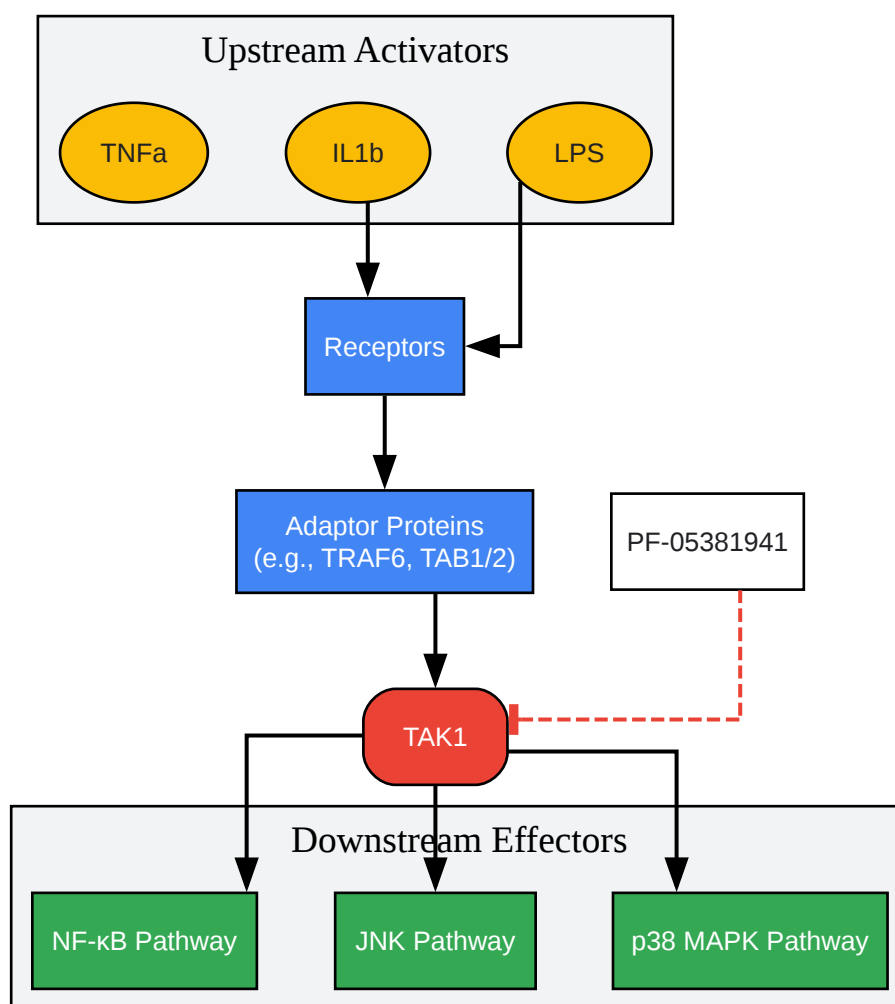 Upstream Activators
TNFa
IL1b
LPS
Receptors
Adaptor Proteins
(e.g., TRAF6, TAB1/2)
PF-05381941
TAK1
Downstream Effectors
NF-κB Pathway
JNK Pathway
p38 MAPK Pathway